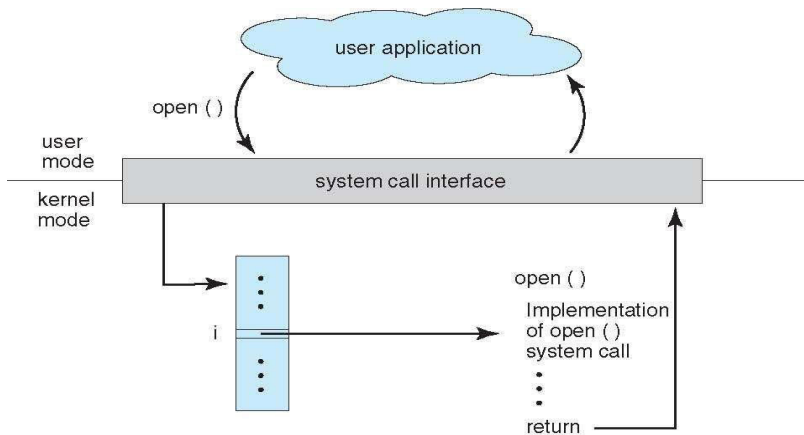 user application
open ( )
user
mode
system call interface
kernel
mode
open ( )
i
Implementation
of open ( )
system call
return